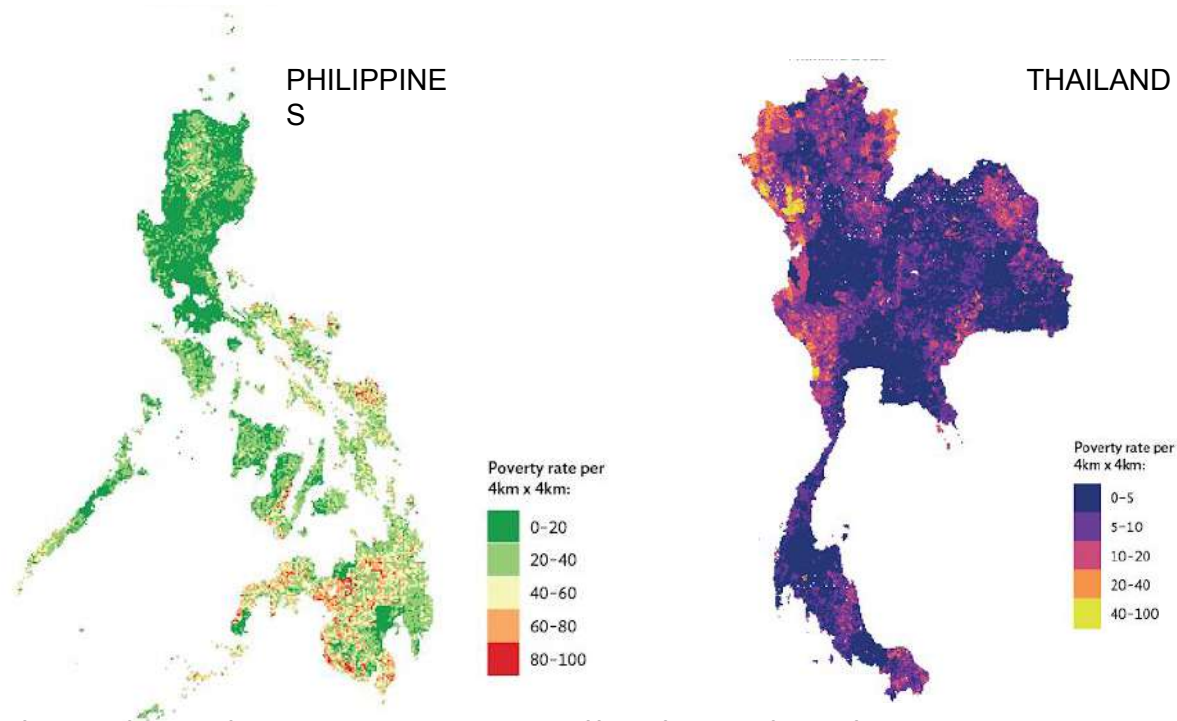 PHILIPPINE
S
THAILAND
Poverty rate per
4km x 4km:
0-20
20-40
40-60
60-80
80-100
Poverty rate per
4km x 4km:
0-5
5-10
10-20
20-40
40-100